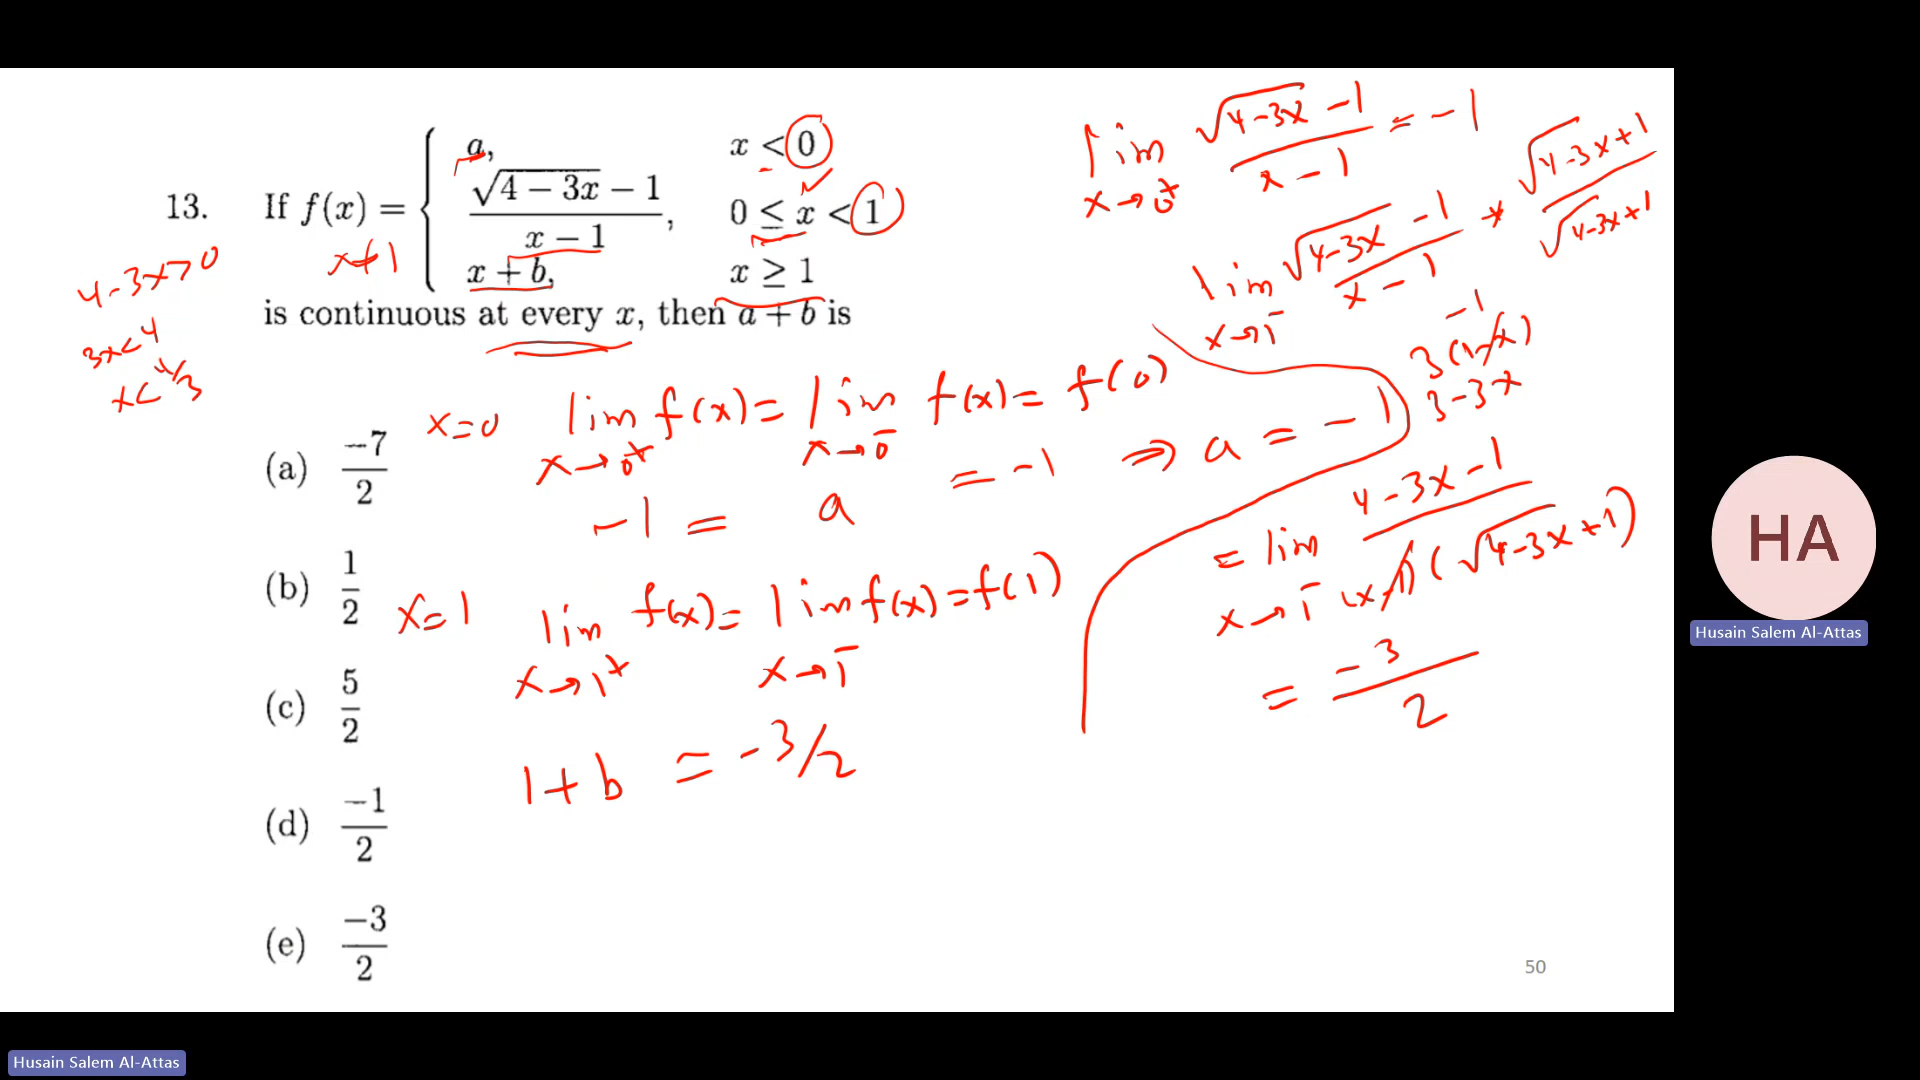 13. If f(x) = { a, x < 0
√(4 − 3x) − 1 / x − 1, 0 ≤ x < 1
x + b, x ≥ 1
is continuous at every x, then a + b is
(a) −7/2
(b) 1/2
(c) 5/2
(d) −1/2
(e) −3/2
4-3x>0
3x<4
x<4/3
x≠1
x=0 lim x→0⁺ f(x) = lim x→0⁻ f(x) = f(0)
-1 = a = -1 ⇒ a = -1
x=1 lim x→1⁺ f(x) = lim x→1⁻ f(x) = f(1)
1+b = -3/2
lim x→0⁺ √(4-3x) -1 / x-1 = -1
lim x→1⁻ √(4-3x) -1 / x-1 * √(4-3x)+1 / √(4-3x)+1
-1
3(1-x)
3-3x
= lim x→1⁻ 4-3x-1 / (x-1)(√(4-3x)+1)
= -3/2
50
HA
Husain Salem Al-Attas
Husain Salem Al-Attas